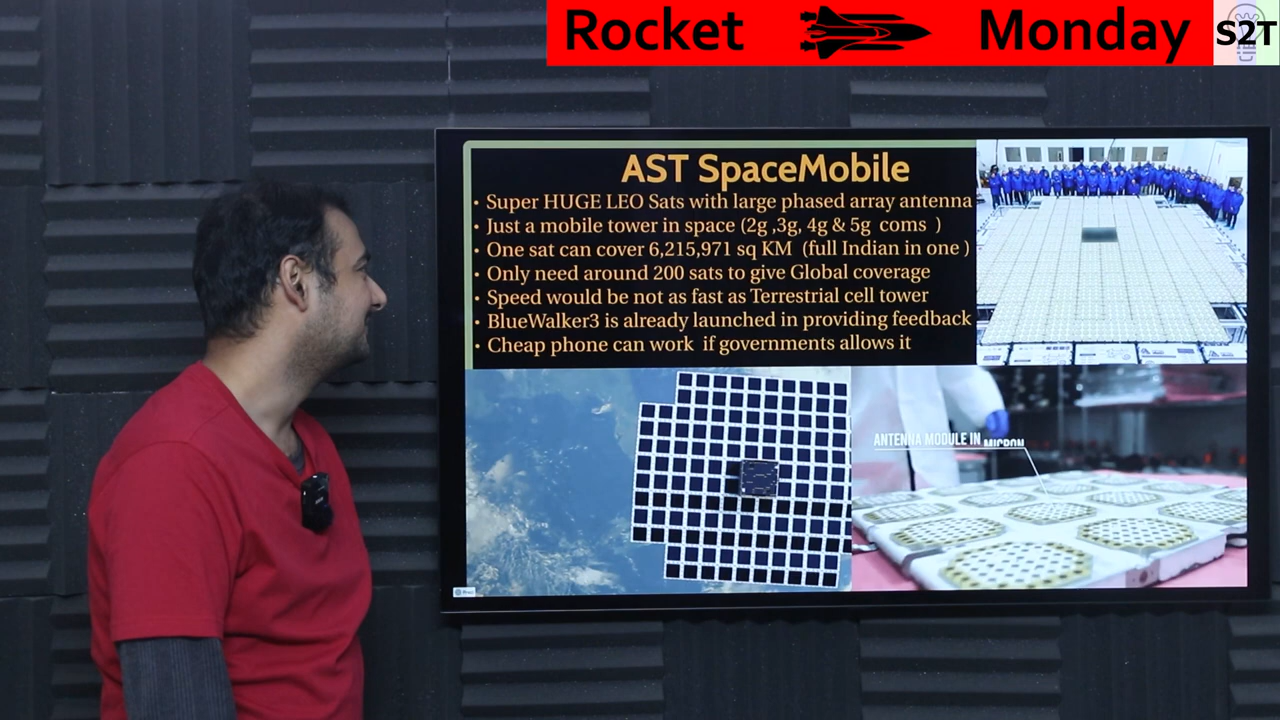 Rocket Monday S2T
AST SpaceMobile
• Super HUGE LEO Sats with large phased array antenna
• Just a mobile tower in space (2g ,3g, 4g & 5g coms )
• One sat can cover 6,215,971 sq KM (full Indian in one )
• Only need around 200 sats to give Global coverage
• Speed would be not as fast as Terrestrial cell tower
• BlueWalker3 is already launched in providing feedback
• Cheap phone can work if governments allows it
ANTENNA MODULE IN MICRON